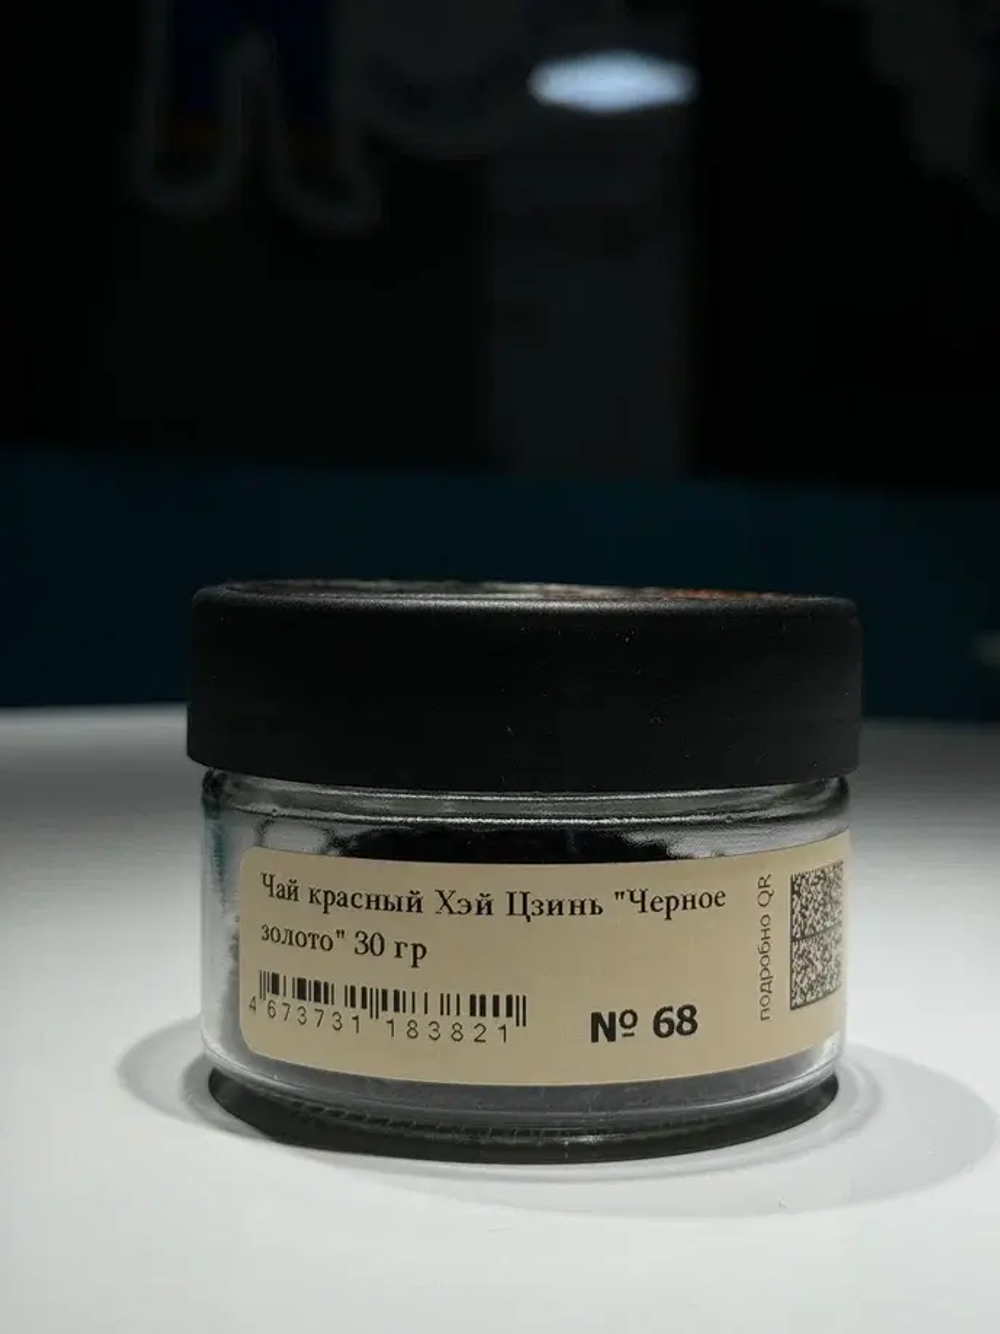 Чай красный Хэй Цзинь "Черное
золото" 30 гр
4 673731 183821
№ 68
подробно QR